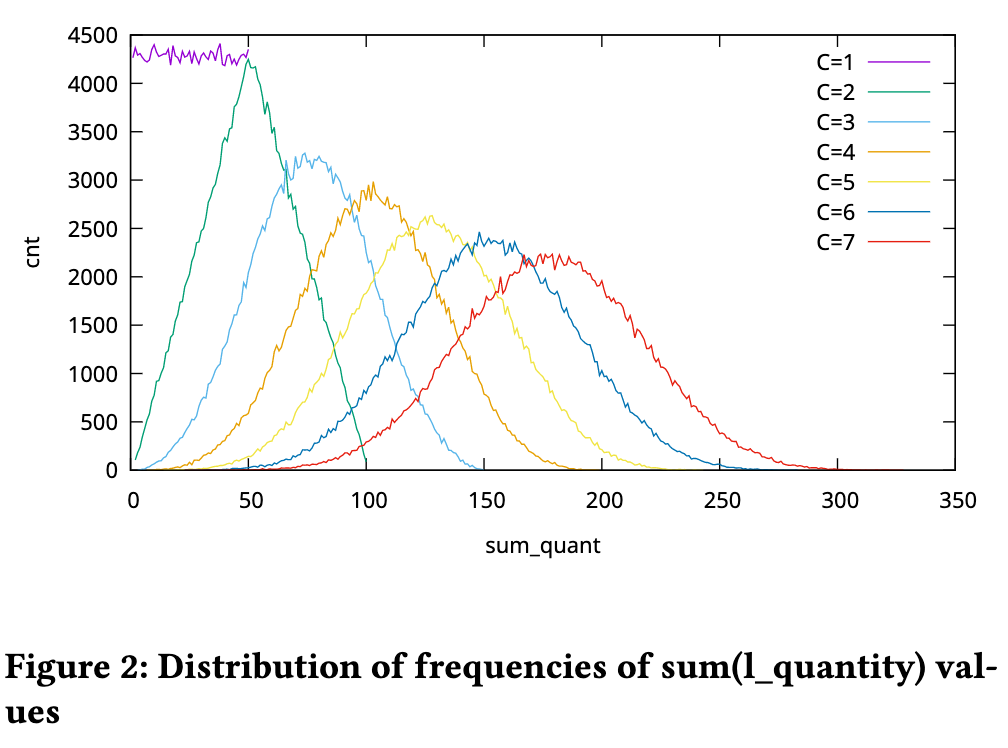 4500
4000
3500
3000
2500
2000
1500
1000
500
0
cnt
C=1
C=2
C=3
C=4
C=5
C=6
C=7
0 50 100 150 200 250 300 350
sum_quant
Figure 2: Distribution of frequencies of sum(l_quantity) val-
ues